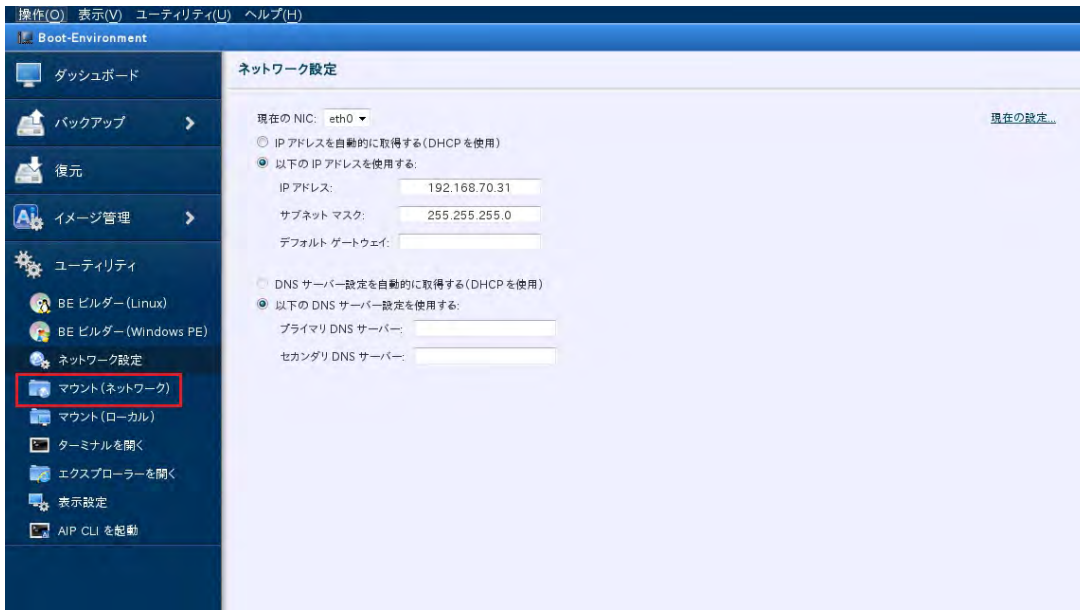 操作(O) 表示(V) ユーティリティ(U) ヘルプ(H)
Boot-Environment
ダッシュボード
バックアップ
復元
イメージ管理
ユーティリティ
BE ビルダー(Linux)
BE ビルダー(Windows PE)
ネットワーク設定
マウント(ネットワーク)
マウント(ローカル)
ターミナルを開く
エクスプローラーを開く
表示設定
AIP CLI を起動
ネットワーク設定
現在の NIC: eth0
現在の設定...
IP アドレスを自動的に取得する(DHCP を使用)
以下の IP アドレスを使用する:
IP アドレス: 192.168.70.31
サブネット マスク: 255.255.255.0
デフォルト ゲートウェイ:
DNS サーバー設定を自動的に取得する(DHCP を使用)
以下の DNS サーバー設定を使用する:
プライマリ DNS サーバー:
セカンダリ DNS サーバー: